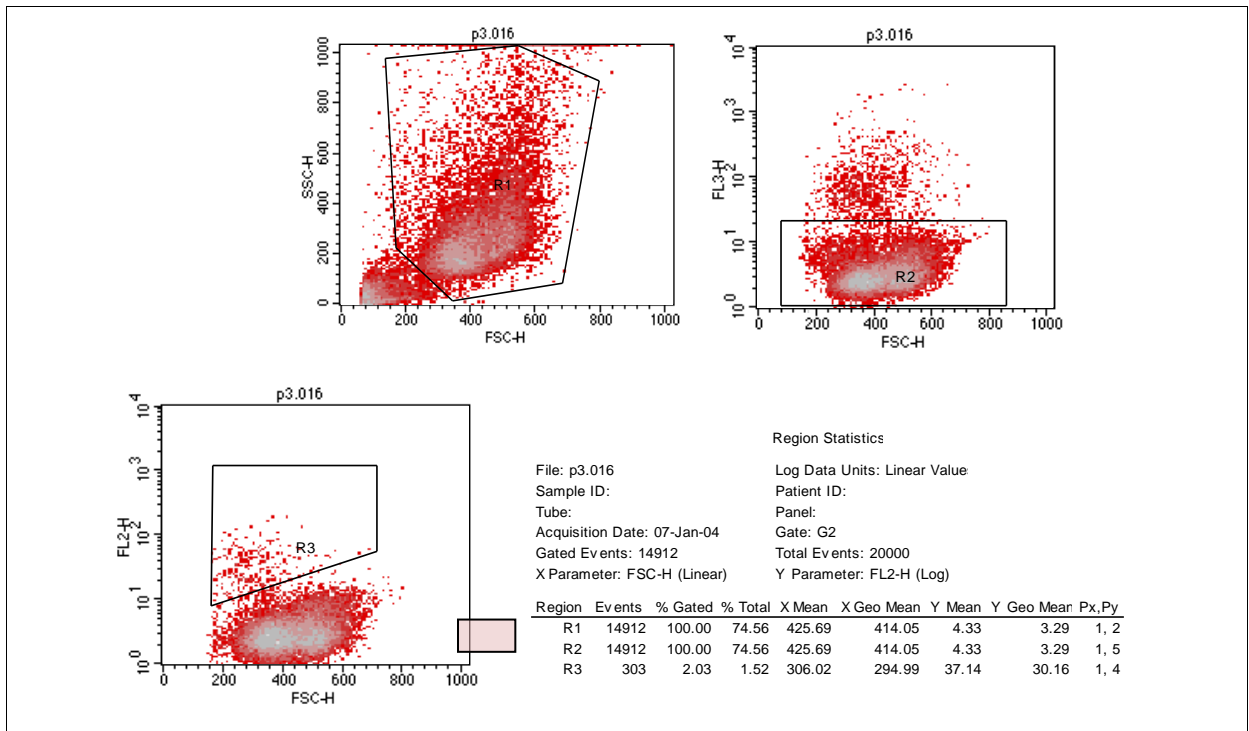 p3.016
SSC-H
1000
800
600
400
200
0
R1
0 200 400 600 800 1000
FSC-H
p3.016
FL3-H
10^4
10^3
10^2
10^1
10^0
R2
0 200 400 600 800 1000
FSC-H
p3.016
FL2-H
10^4
10^3
10^2
10^1
10^0
R3
0 200 400 600 800 1000
FSC-H
Region Statistics
File: p3.016 Log Data Units: Linear Value
Sample ID: Patient ID:
Tube: Panel:
Acquisition Date: 07-Jan-04 Gate: G2
Gated Events: 14912 Total Events: 20000
X Parameter: FSC-H (Linear) Y Parameter: FL2-H (Log)
Region Events % Gated % Total X Mean X Geo Mean Y Mean Y Geo Mean Px,Py
R1 14912 100.00 74.56 425.69 414.05 4.33 3.29 1, 2
R2 14912 100.00 74.56 425.69 414.05 4.33 3.29 1, 5
R3 303 2.03 1.52 306.02 294.99 37.14 30.16 1, 4